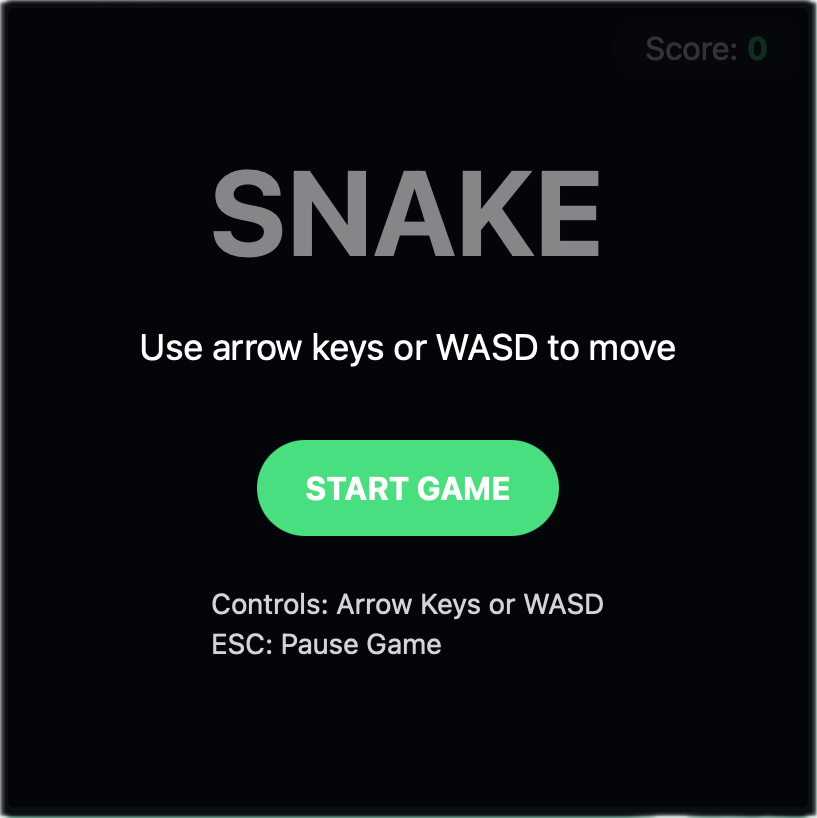 Score: 0
SNAKE
Use arrow keys or WASD to move
START GAME
Controls: Arrow Keys or WASD
ESC: Pause Game